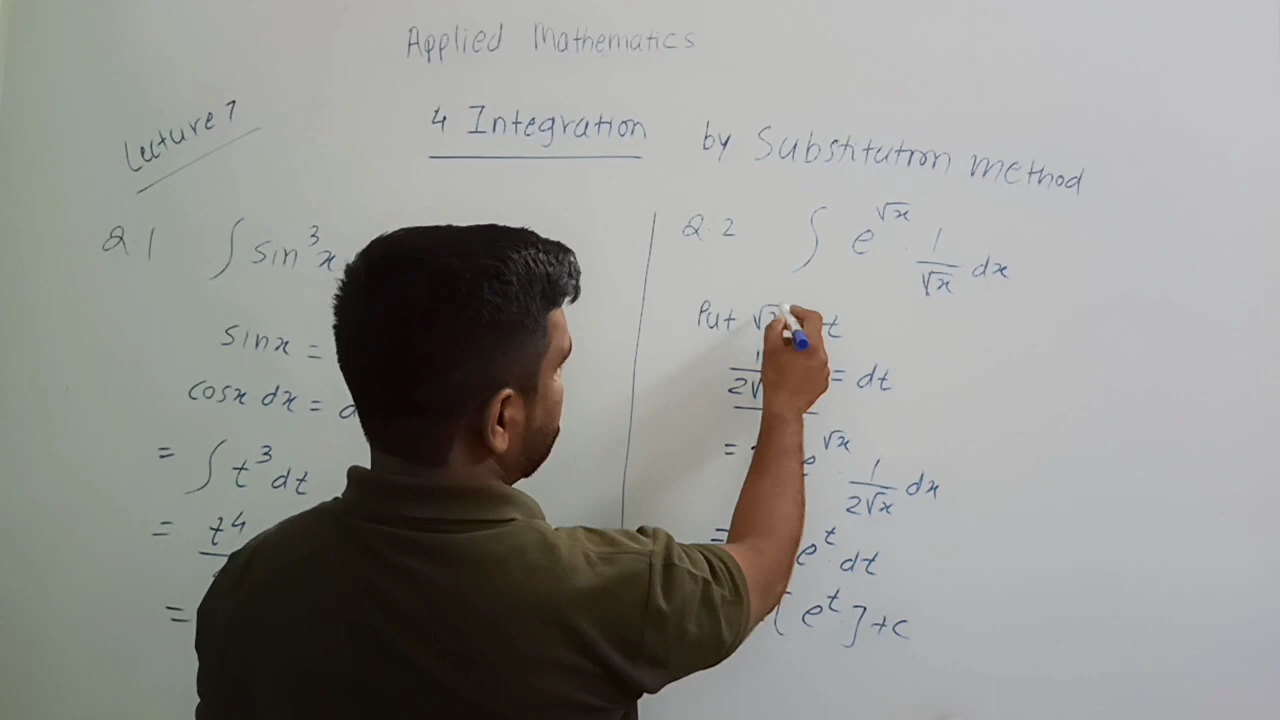 Applied Mathematics
Lecture 7
4 Integration by Substitution method
Q 1 ∫ sin³x
sinx =
cosx dx = d
= ∫ t³ dt
= t⁴
=
Q.2 ∫ e^√x . 1/√x dx
Put √x t
1/2√ = dt
= e^√x . 1/2√x dx
= e^t . dt
[e^t] + c